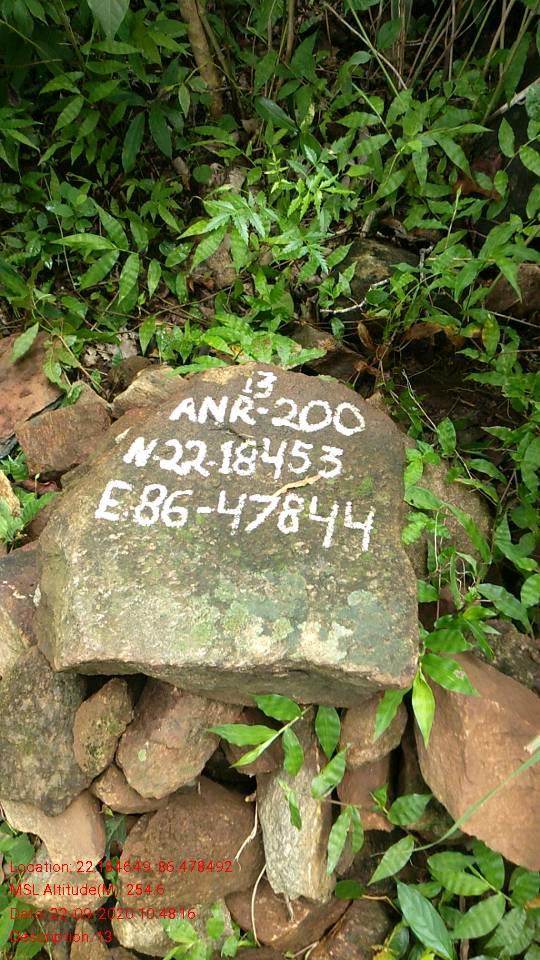 13
ANR-200
N22.18453
E:86-47844
Location: 22.184649, 86.478492
MSL Altitude(M): 254.6
Date: 22-09-2020 10:48:16
Description: 13